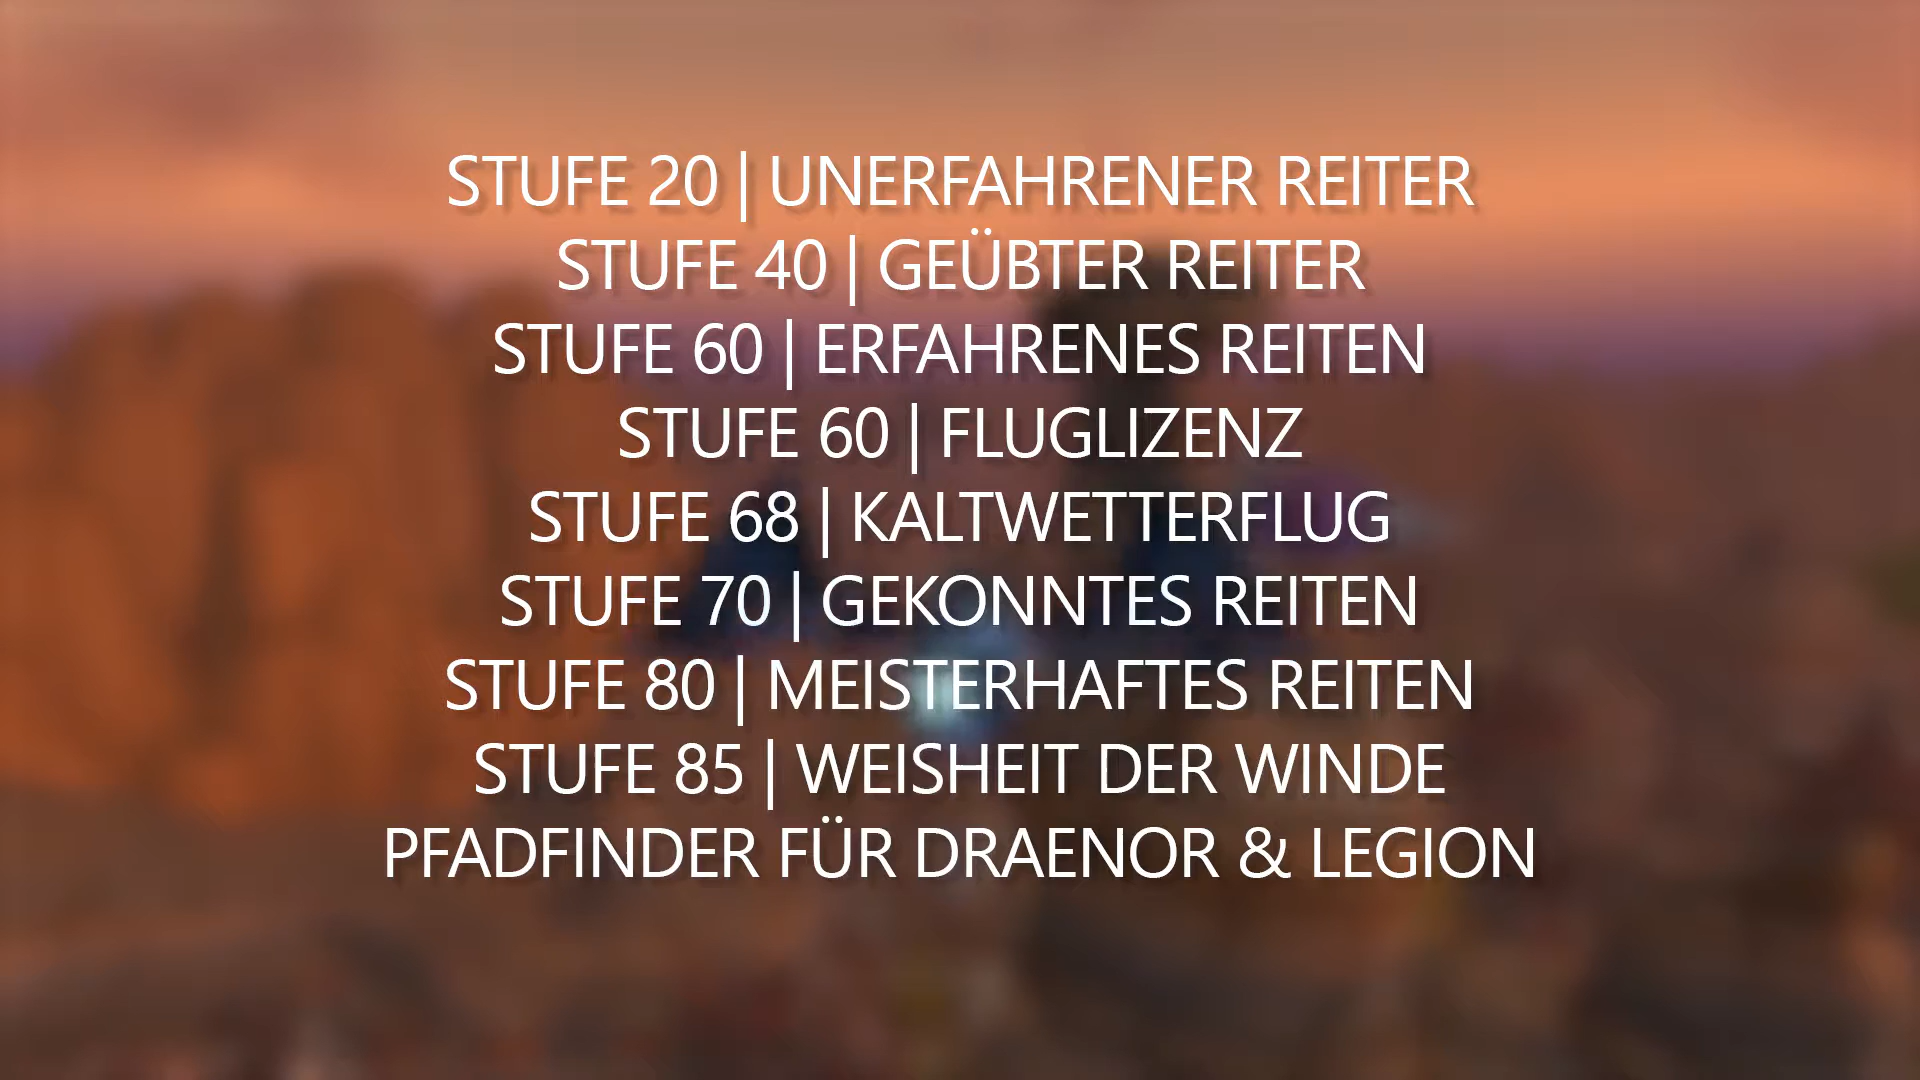 STUFE 20 | UNERFAHRENER REITER
STUFE 40 | GEÜBTER REITER
STUFE 60 | ERFAHRENES REITEN
STUFE 60 | FLUGLIZENZ
STUFE 68 | KALTWETTERFLUG
STUFE 70 | GEKONNTES REITEN
STUFE 80 | MEISTERHAFTES REITEN
STUFE 85 | WEISHEIT DER WINDE
PFADFINDER FÜR DRAENOR & LEGION